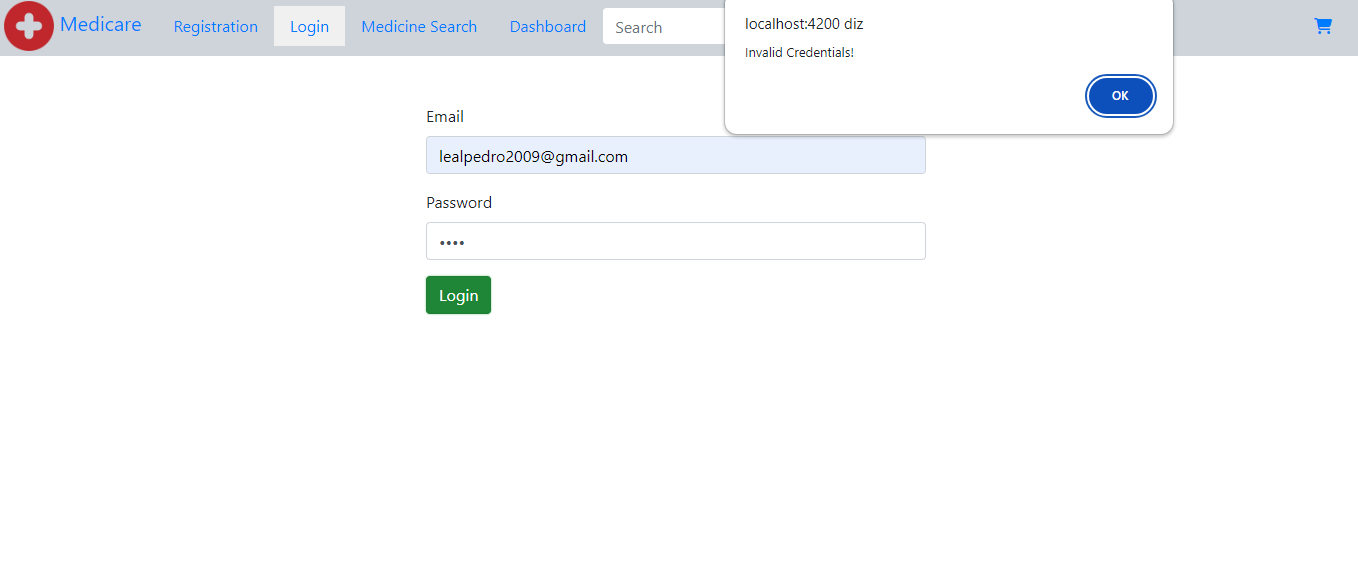 Medicare Registration Login Medicine Search Dashboard Search
localhost:4200 diz
Invalid Credentials!
OK
Email
lealpedro2009@gmail.com
Password
••••
Login